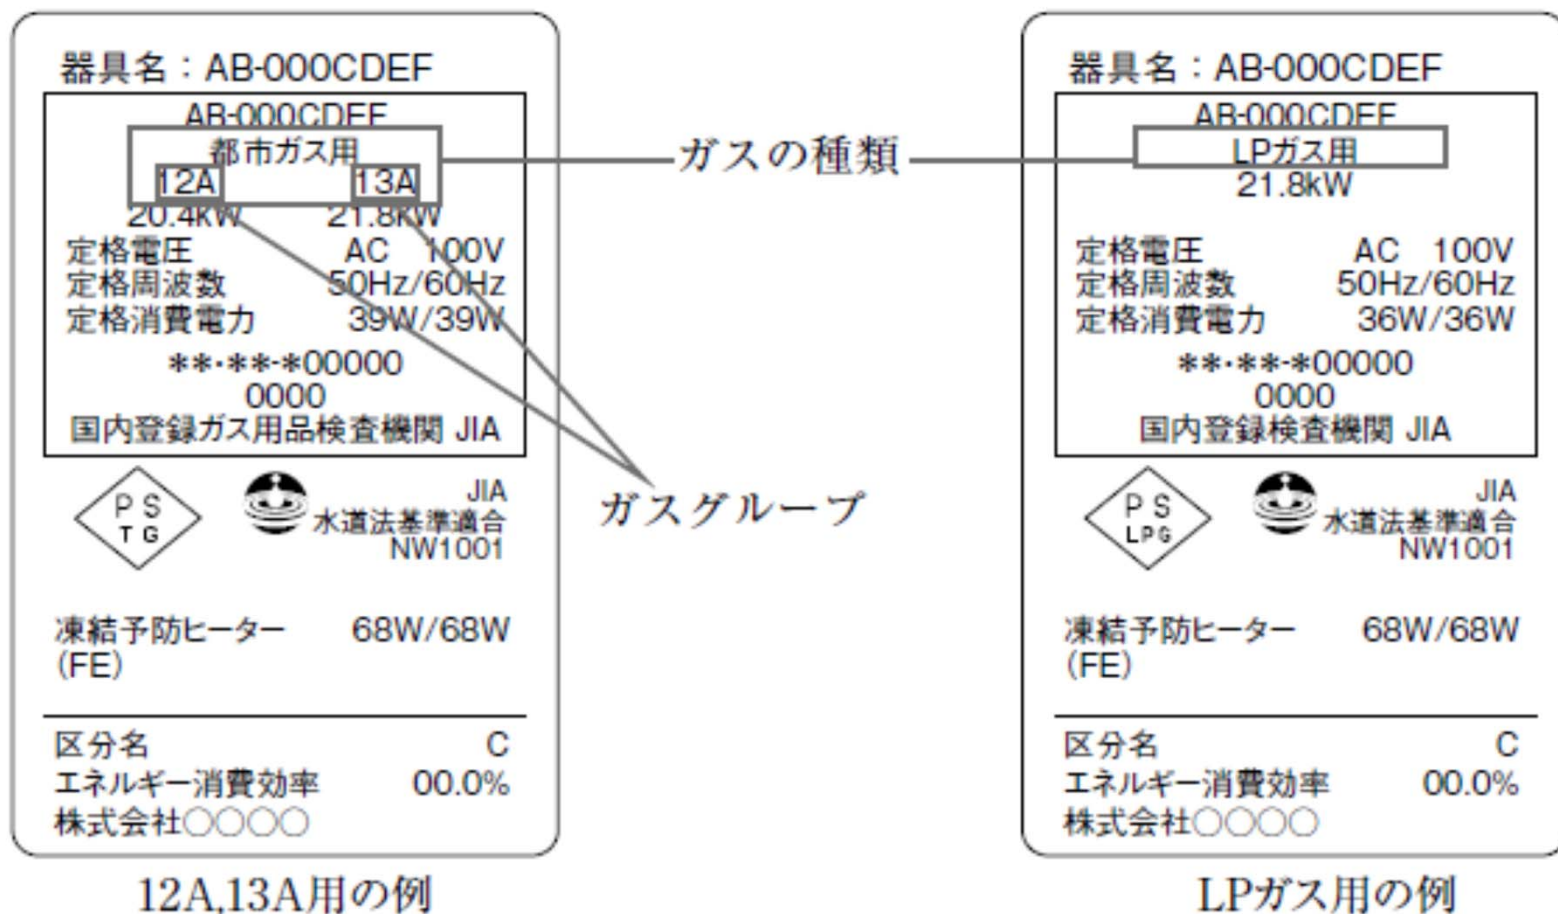 器具名：AB-000CDEF
AB-000CDEF
都市ガス用
12A 13A
20.4kW 21.8kW
定格電圧 AC 100V
定格周波数 50Hz/60Hz
定格消費電力 39W/39W
**・**-*00000
0000
国内登録ガス用品検査機関 JIA
PS
TG
JIA
水道法基準適合
NW1001
凍結予防ヒーター 68W/68W
(FE)
区分名 C
エネルギー消費効率 00.0%
株式会社○○○○
12A,13A用の例
ガスの種類
ガスグループ
器具名：AB-000CDEF
AB-000CDEF
LPガス用
21.8kW
定格電圧 AC 100V
定格周波数 50Hz/60Hz
定格消費電力 36W/36W
**・**-*00000
0000
国内登録検査機関 JIA
PS
LPG
JIA
水道法基準適合
NW1001
凍結予防ヒーター 68W/68W
(FE)
区分名 C
エネルギー消費効率 00.0%
株式会社○○○○
LPガス用の例